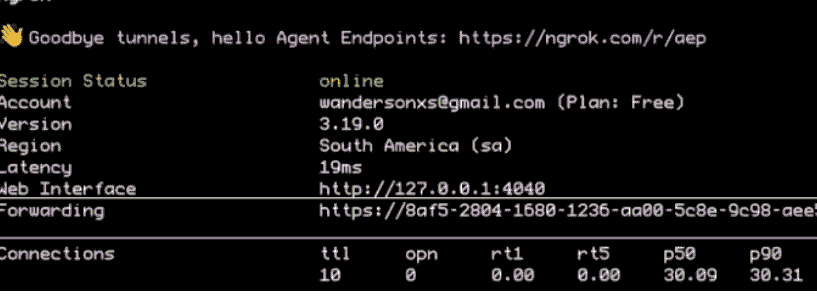 👋 Goodbye tunnels, hello Agent Endpoints: https://ngrok.com/r/aep
Session Status online
Account wandersonxs@gmail.com (Plan: Free)
Version 3.19.0
Region South America (sa)
Latency 19ms
Web Interface http://127.0.0.1:4040
Forwarding https://8af5-2804-1680-1236-aa00-5c8e-9c98-aee
Connections ttl opn rt1 rt5 p50 p90
10 0 0.00 0.00 30.09 30.31